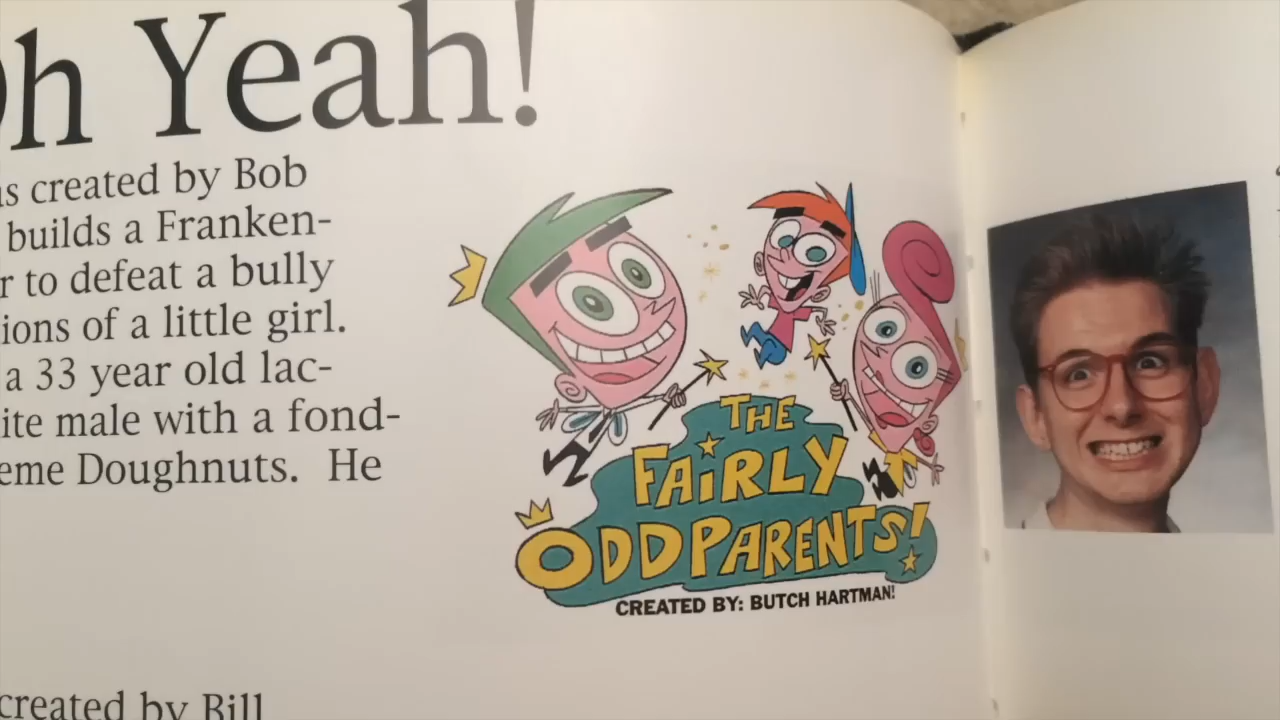 Oh Yeah!
s created by Bob
builds a Franken-
r to defeat a bully
ions of a little girl.
a 33 year old lac-
ite male with a fond-
eme Doughnuts. He
created by Bill
THE
FAiRLY
ODDPARENTS!
CREATED BY: BUTCH HARTMAN!